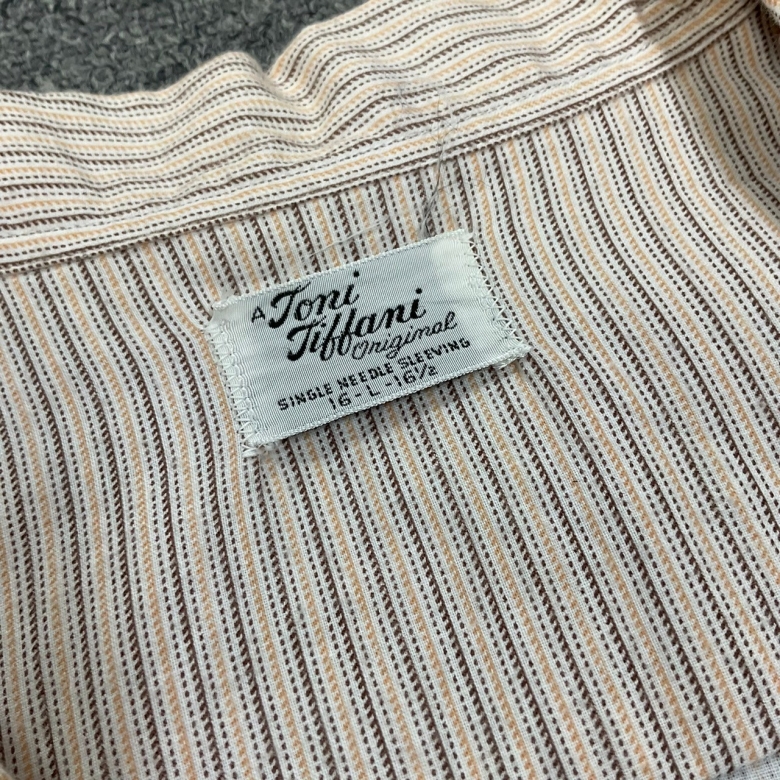 A Toni
Tiffani
Original
SINGLE NEEDLE SLEEVING
16-L-16½